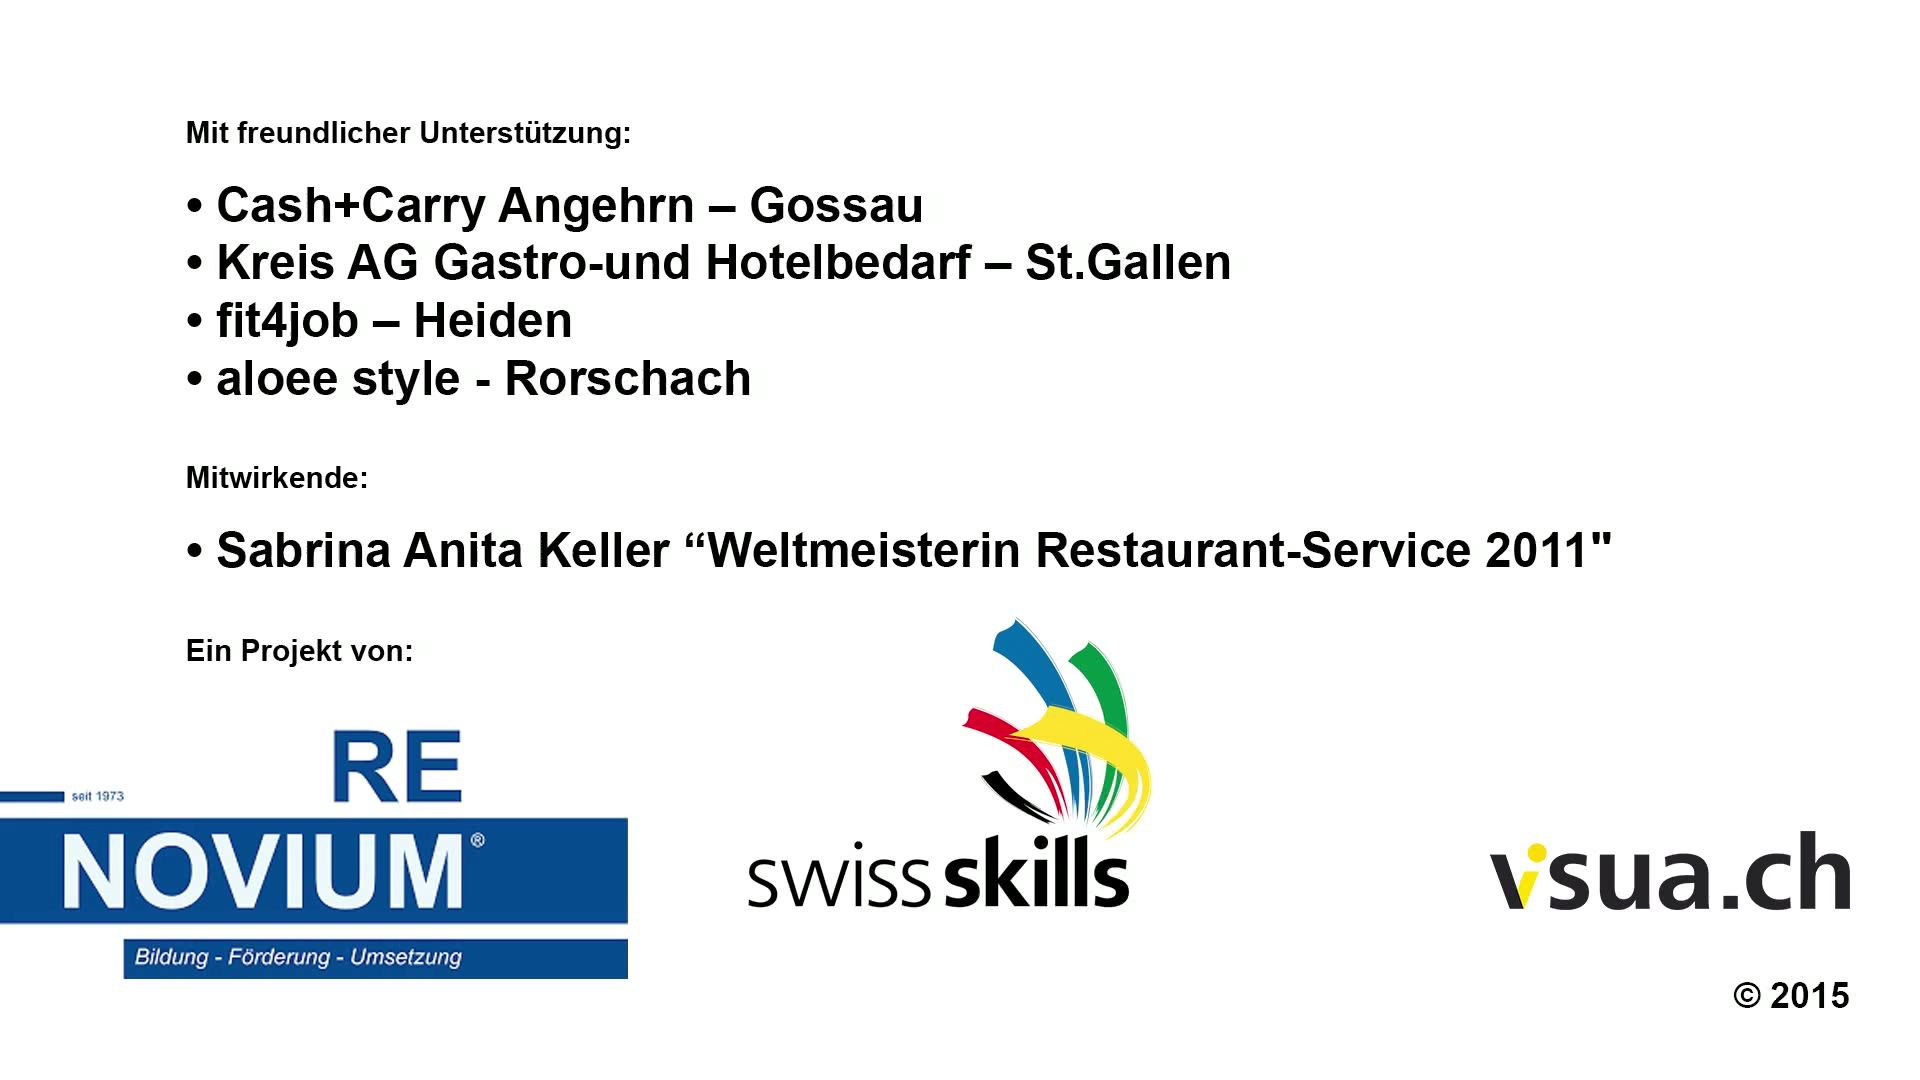 Mit freundlicher Unterstützung:
• Cash+Carry Angehrn – Gossau
• Kreis AG Gastro-und Hotelbedarf – St.Gallen
• fit4job – Heiden
• aloee style - Rorschach
Mitwirkende:
• Sabrina Anita Keller “Weltmeisterin Restaurant-Service 2011"
Ein Projekt von:
RE
seit 1973
NOVIUM®
Bildung - Förderung - Umsetzung
swiss skills
visua.ch
© 2015